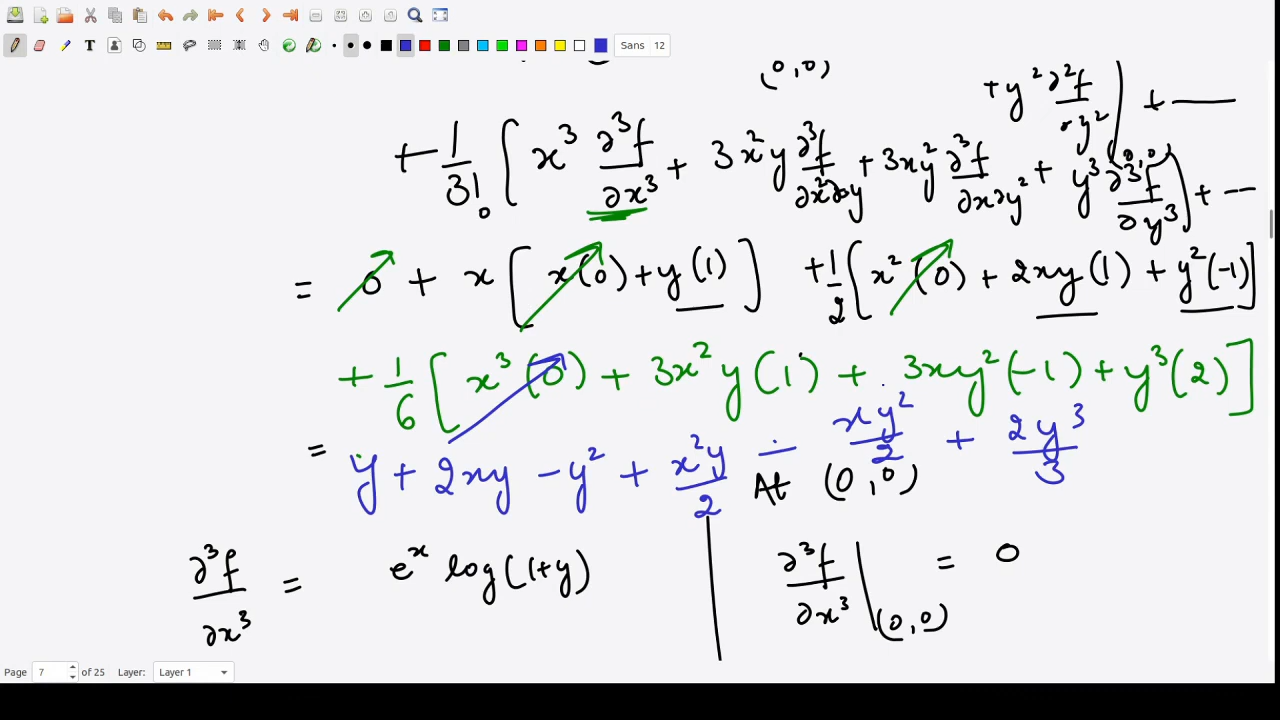 Sans 12
(0,0)
+ y² ∂²f/∂y² |(0,0) + ——
+ 1/3! [ x³ ∂³f/∂x³ + 3x²y ∂³f/∂x²∂y + 3xy² ∂³f/∂x∂y² + y³ ∂³f/∂y³ ] + --
= 0 + x [ x(0) + y(1) ] + 1/2 [ x² (0) + 2xy (1) + y² (-1) ]
+ 1/6 [ x³ (0) + 3x² y (1) + 3xy² (-1) + y³ (2) ]
= y + 2xy - y² + x²y/2 - xy²/2 + 2y³/3
At (0,0)
∂³f/∂x³ = eˣ log(1+y)
∂³f/∂x³ |(0,0) = 0
Page 7 of 25 Layer: Layer 1